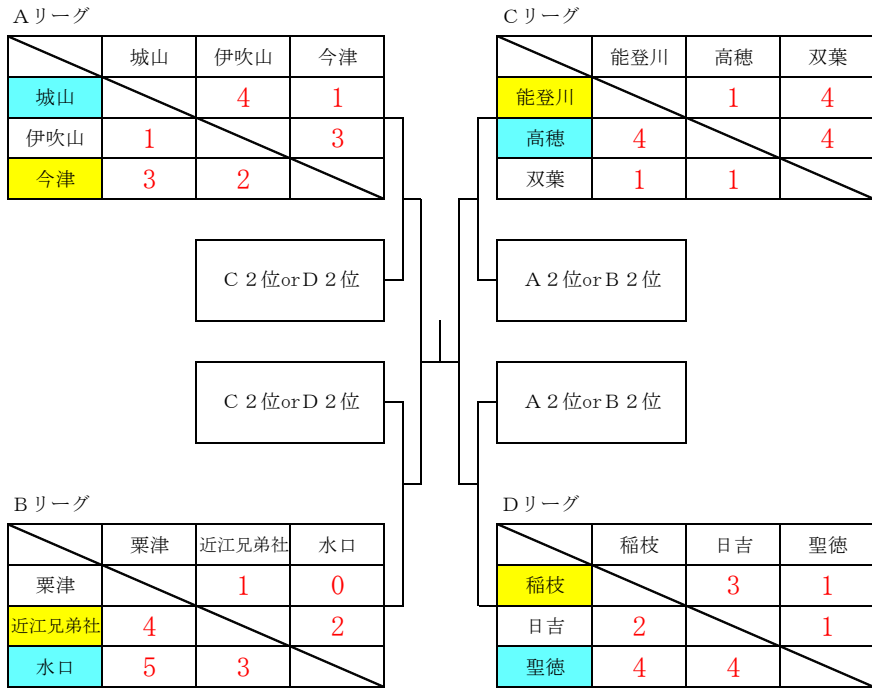 Aリーグ
城山 伊吹山 今津
城山 4 1
伊吹山 1 3
今津 3 2
C2位orD2位
C2位orD2位
Bリーグ
粟津 近江兄弟社 水口
粟津 1 0
近江兄弟社 4 2
水口 5 3
Cリーグ
能登川 高穂 双葉
能登川 1 4
高穂 4 4
双葉 1 1
A2位orB2位
A2位orB2位
Dリーグ
稲枝 日吉 聖徳
稲枝 3 1
日吉 2 1
聖徳 4 4